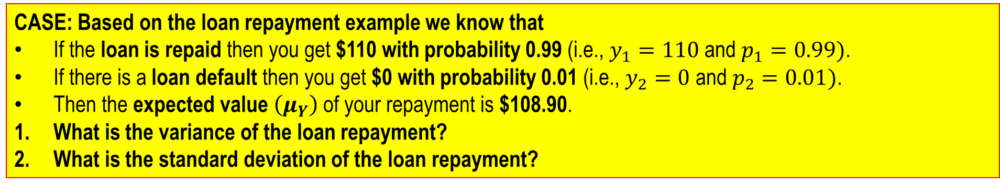 CASE: Based on the loan repayment example we know that
• If the loan is repaid then you get $110 with probability 0.99 (i.e., y₁ = 110 and p₁ = 0.99).
• If there is a loan default then you get $0 with probability 0.01 (i.e., y₂ = 0 and p₂ = 0.01).
• Then the expected value (μ_Y) of your repayment is $108.90.
1. What is the variance of the loan repayment?
2. What is the standard deviation of the loan repayment?